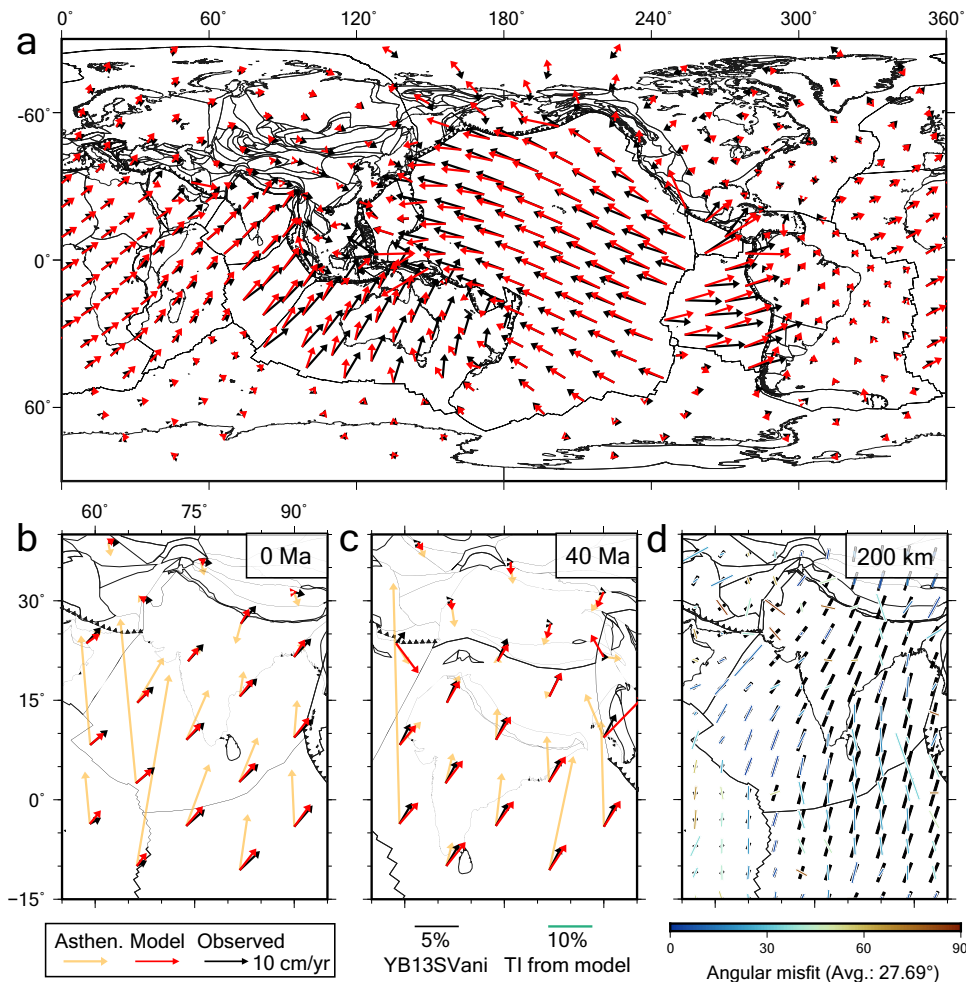 0° 60° 120° 180° 240° 300° 360°
a
-60°
0°
60°
60° 75° 90°
b 0 Ma
c 40 Ma
d 200 km
30°
15°
0°
−15°
Asthen. Model Observed
10 cm/yr
5%
YB13SVani
10%
TI from model
0 30 60 90
Angular misfit (Avg.: 27.69°)